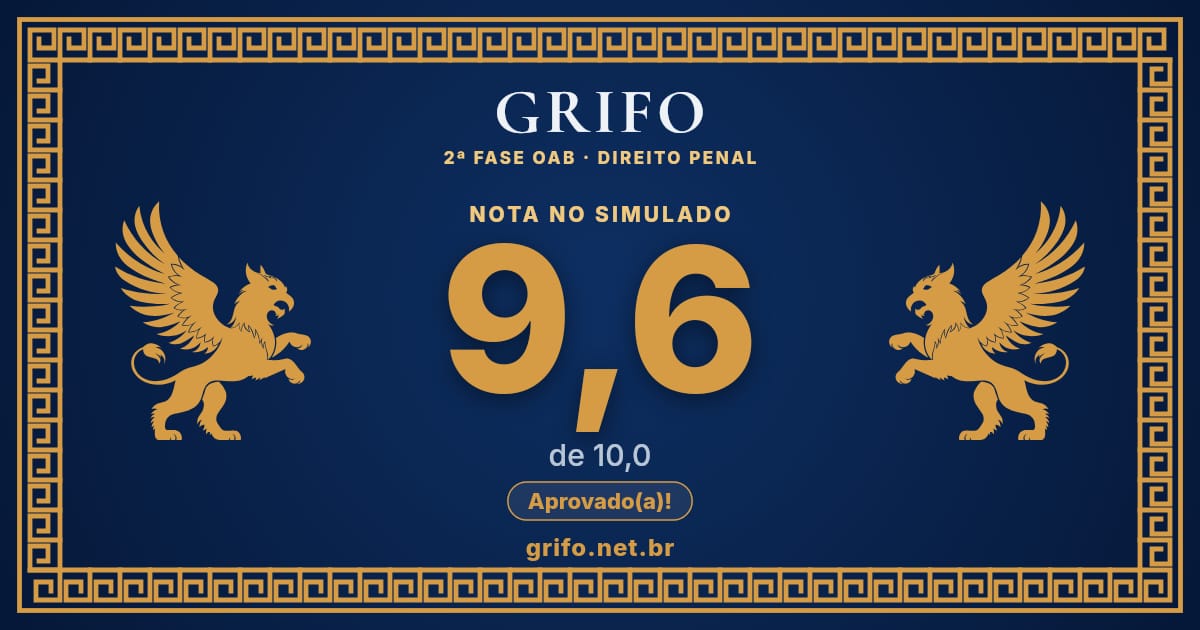 GRIFO
2ª FASE OAB · DIREITO PENAL
NOTA NO SIMULADO
9,6
de 10,0
Aprovado(a)!
grifo.net.br